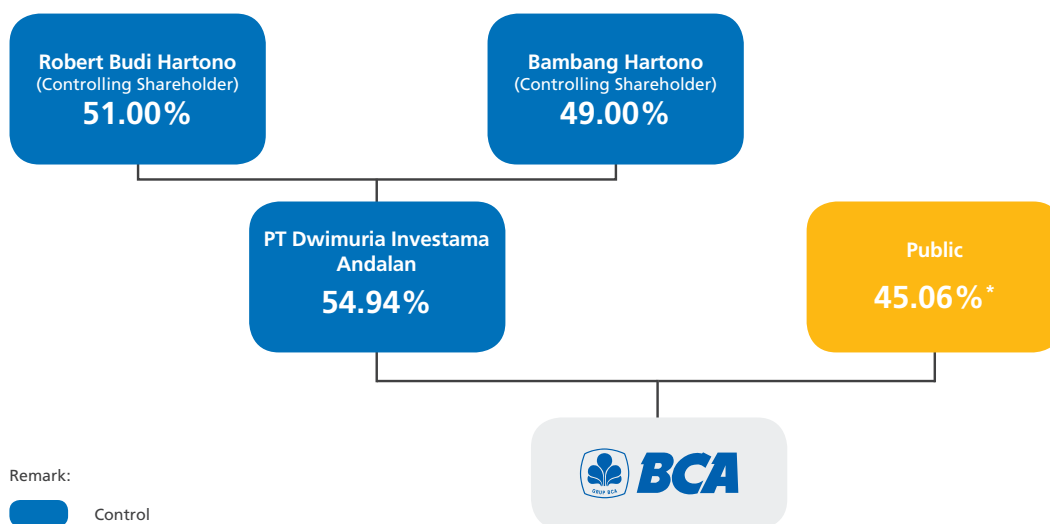 Robert Budi Hartono
(Controlling Shareholder)
51.00%
Bambang Hartono
(Controlling Shareholder)
49.00%
PT Dwimuria Investama
Andalan
54.94%
Public
45.06%*
GRUP BCA
BCA
Remark:
Control